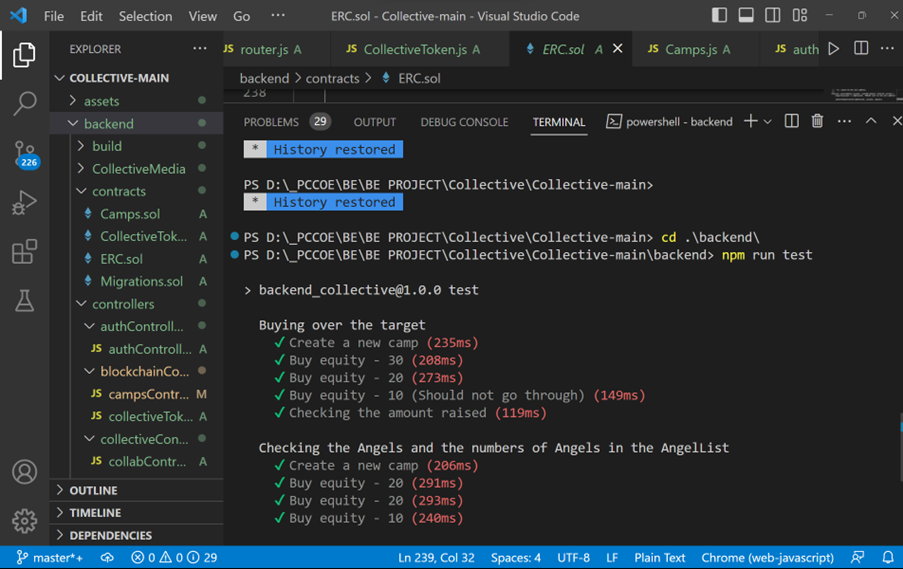 File Edit Selection View Go ··· ERC.sol - Collective-main - Visual Studio Code
EXPLORER ···
JS router.js A JS CollectiveToken.js A ERC.sol A JS Camps.js A JS auth
COLLECTIVE-MAIN
backend > contracts > ERC.sol
238
assets
backend
build
CollectiveMedia
contracts
Camps.sol A
CollectiveTok... A
ERC.sol A
Migrations.sol A
controllers
authControll...
JS authControll... A
blockchainCo...
JS campsContr... M
JS collectiveTok... A
collectiveCon...
JS collabContr... A
OUTLINE
TIMELINE
DEPENDENCIES
226
PROBLEMS 29 OUTPUT DEBUG CONSOLE TERMINAL powershell - backend
* History restored
PS D:\_PCCOE\BE\BE PROJECT\Collective\Collective-main>
* History restored
PS D:\_PCCOE\BE\BE PROJECT\Collective\Collective-main> cd .\backend\
PS D:\_PCCOE\BE\BE PROJECT\Collective\Collective-main\backend> npm run test
> backend_collective@1.0.0 test
Buying over the target
✓ Create a new camp (235ms)
✓ Buy equity - 30 (208ms)
✓ Buy equity - 20 (273ms)
✓ Buy equity - 10 (Should not go through) (149ms)
✓ Checking the amount raised (119ms)
Checking the Angels and the numbers of Angels in the AngelList
✓ Create a new camp (206ms)
✓ Buy equity - 20 (291ms)
✓ Buy equity - 20 (293ms)
✓ Buy equity - 10 (240ms)
master*+ 0 0 29 Ln 239, Col 32 Spaces: 4 UTF-8 LF Plain Text Chrome (web-javascript)